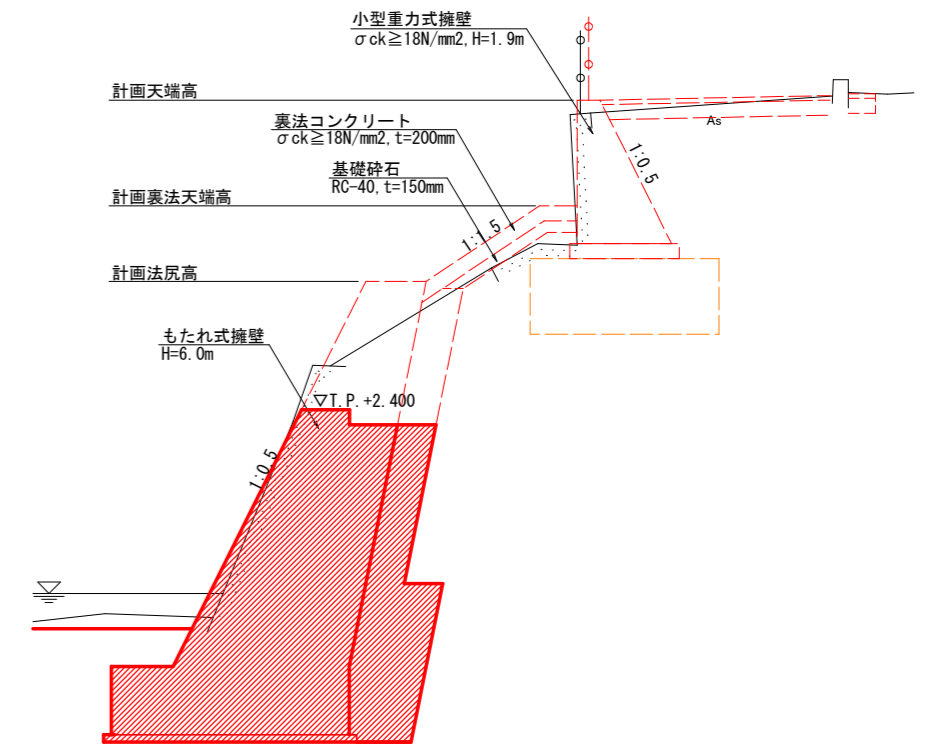 小型重力式擁壁
σck≧18N/mm2,H=1.9m
計画天端高
裏法コンクリート
σck≧18N/mm2,t=200mm
As
1:0.5
基礎砕石
RC-40,t=150mm
計画裏法天端高
1:1.5
計画法尻高
もたれ式擁壁
H=6.0m
▽T.P.+2.400
1:0.5